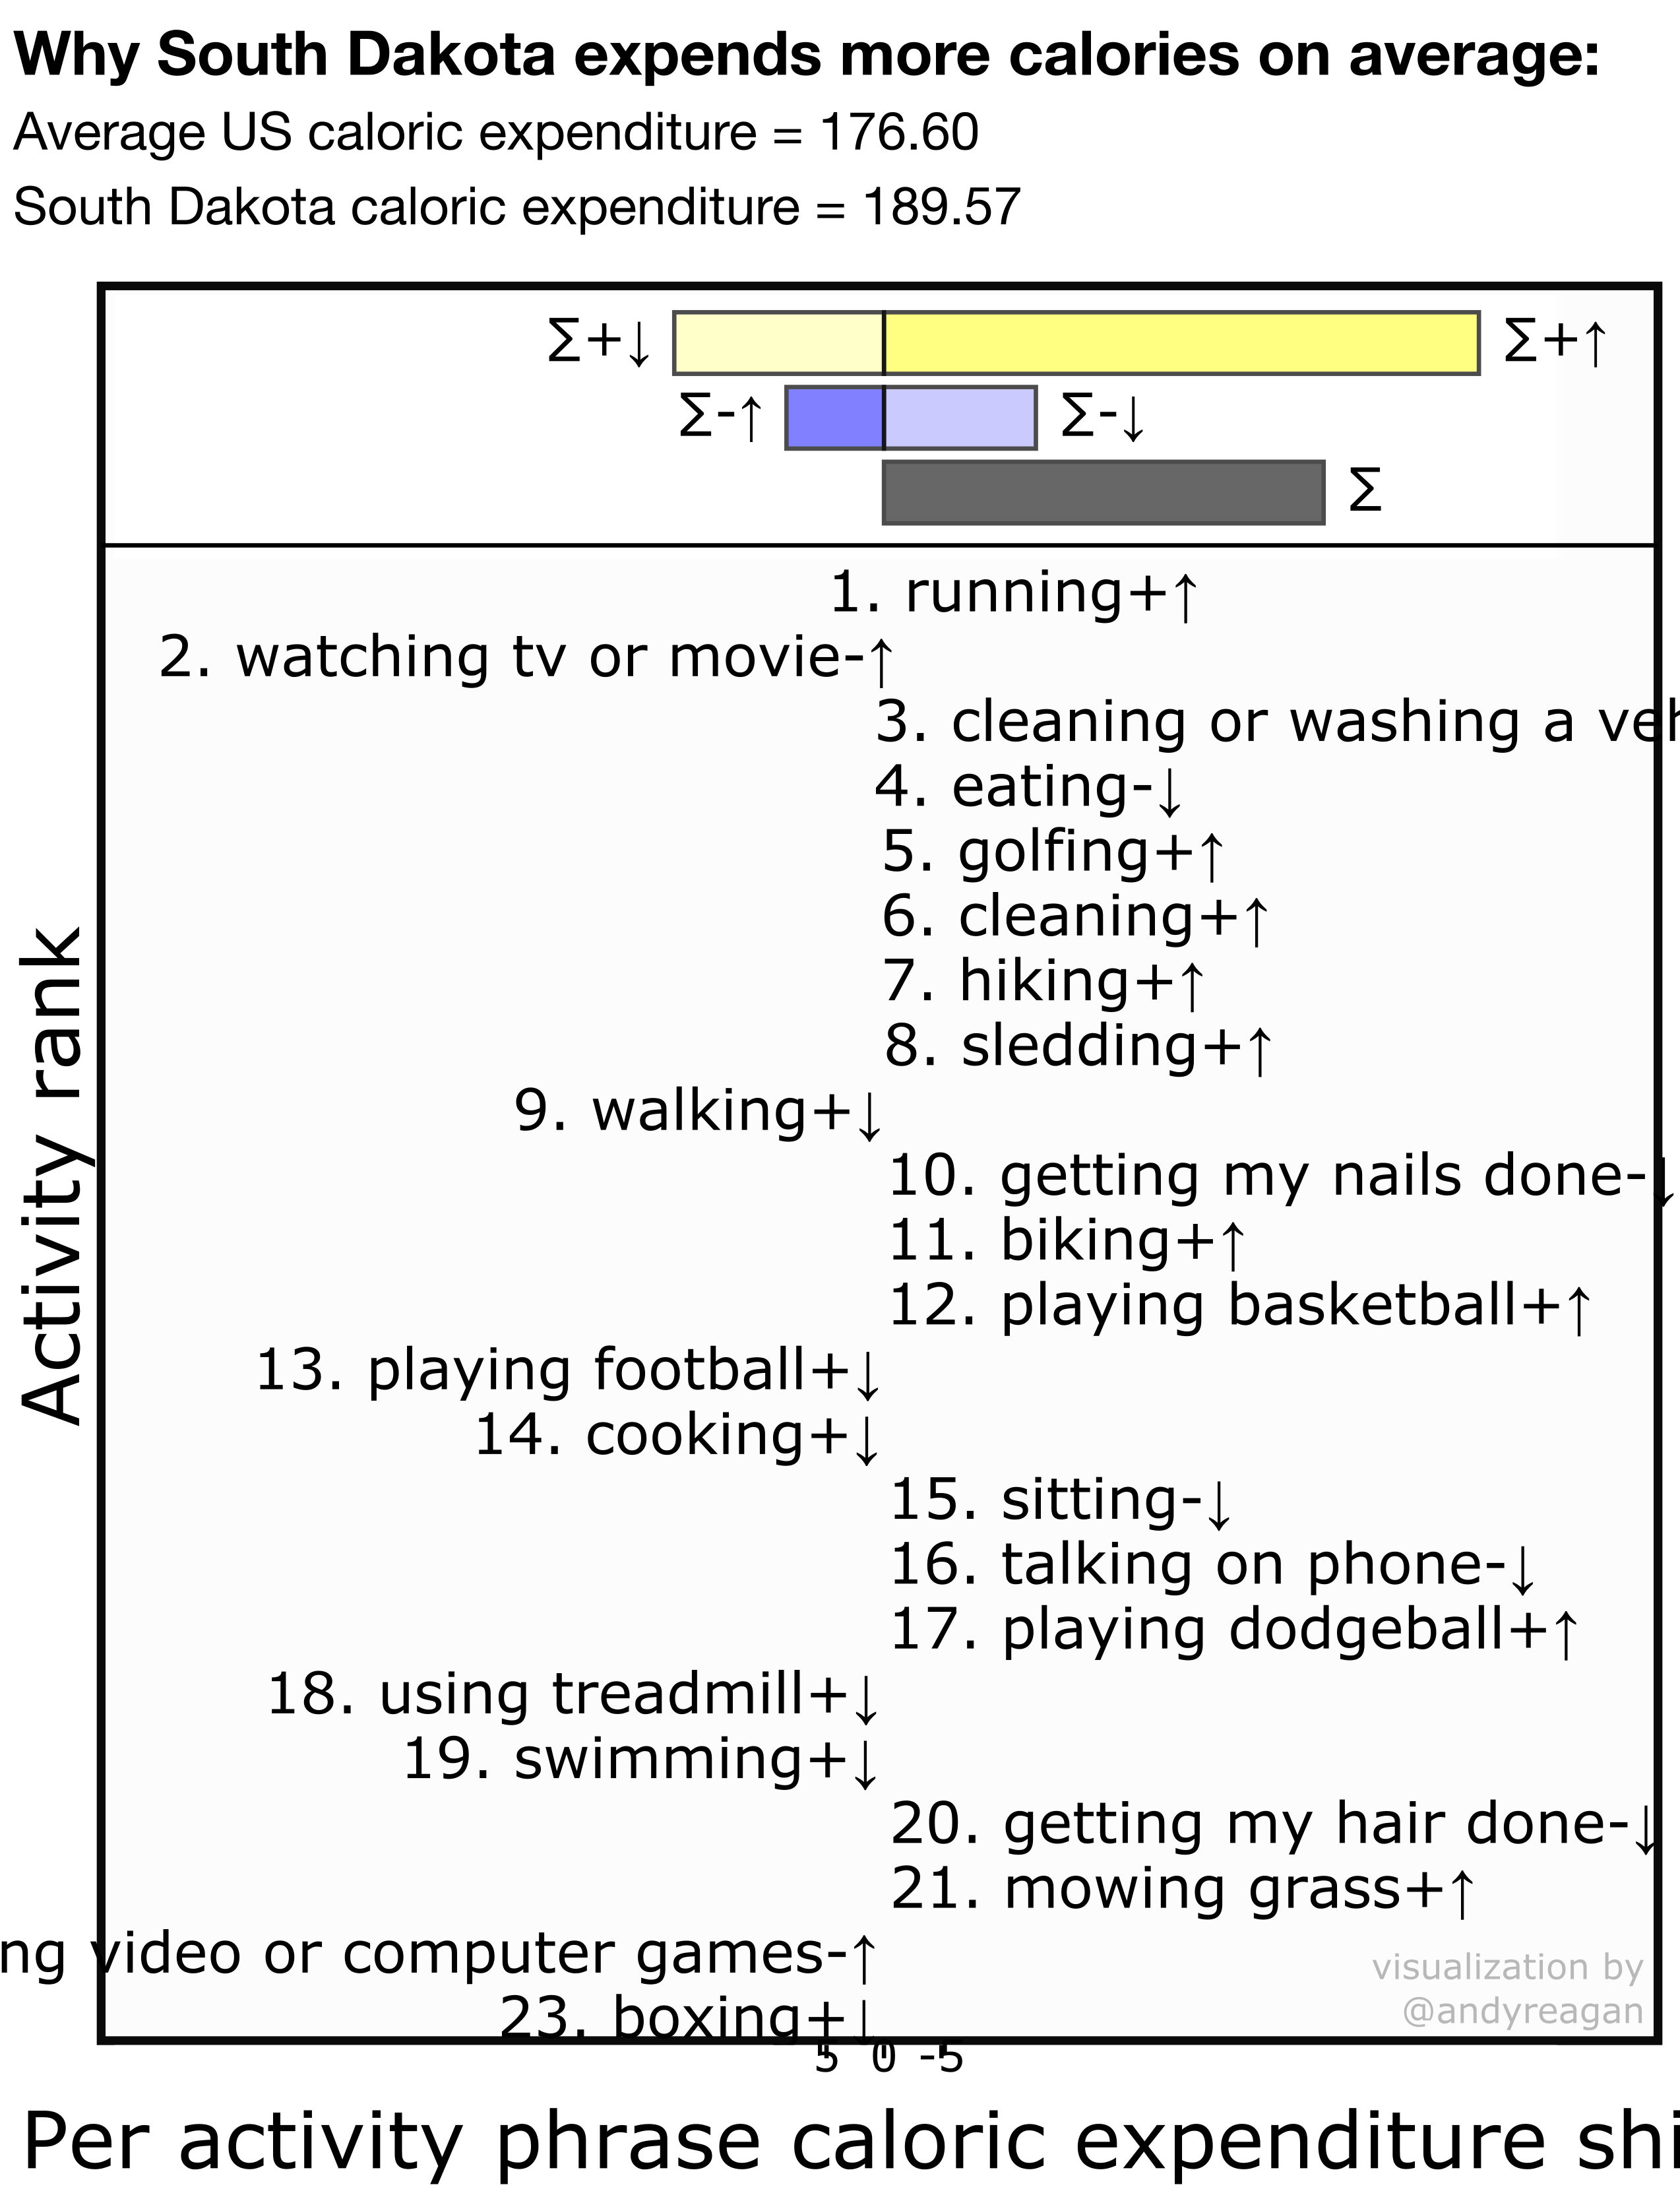 Why South Dakota expends more calories on average:
Average US caloric expenditure = 176.60
South Dakota caloric expenditure = 189.57
∑+↓ ∑+↑
∑-↑ ∑-↓
∑
1. running+↑
2. watching tv or movie-↑
3. cleaning or washing a veh
4. eating-↓
5. golfing+↑
6. cleaning+↑
7. hiking+↑
8. sledding+↑
9. walking+↓
10. getting my nails done-↓
11. biking+↑
12. playing basketball+↑
13. playing football+↓
14. cooking+↓
15. sitting-↓
16. talking on phone-↓
17. playing dodgeball+↑
18. using treadmill+↓
19. swimming+↓
20. getting my hair done-↓
21. mowing grass+↑
ng video or computer games-↑
23. boxing+↓
Activity rank
visualization by
@andyreagan
5 0 -5
Per activity phrase caloric expenditure shi